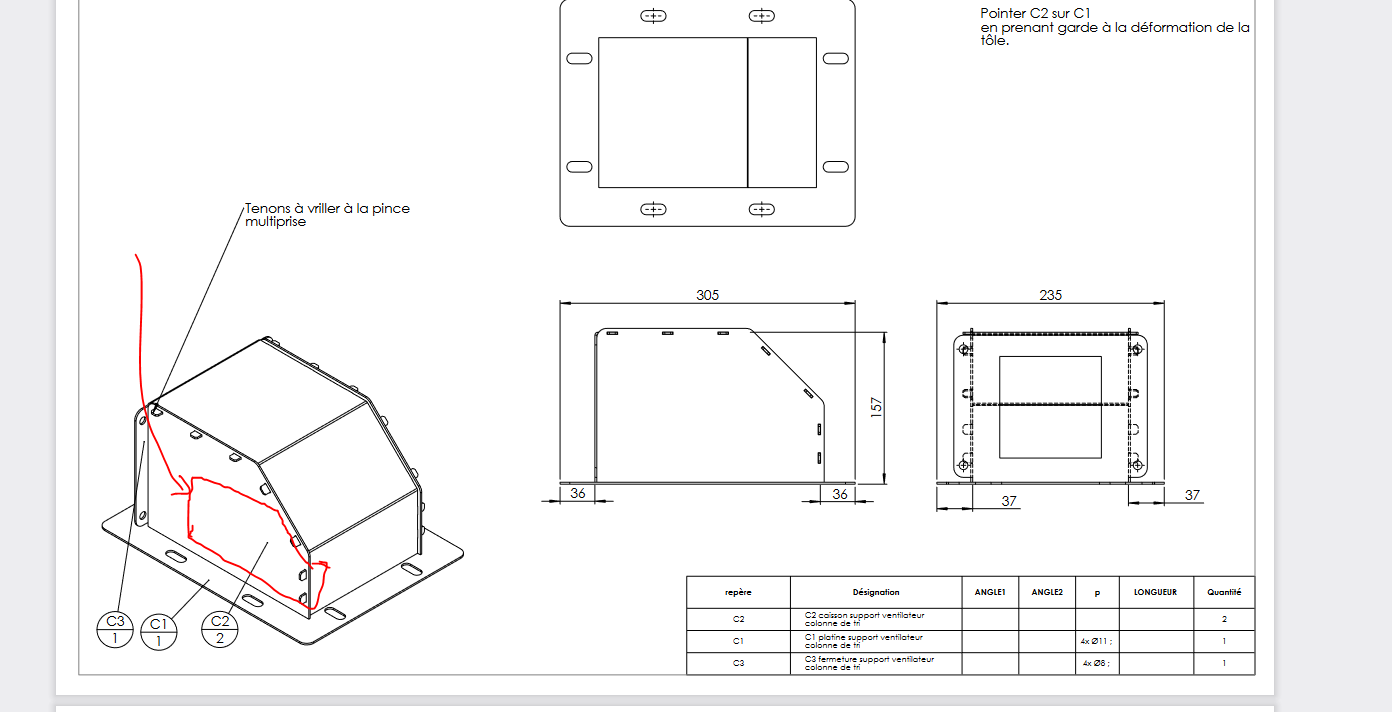 Pointer C2 sur C1
en prenant garde à la déformation de la
tôle.
Tenons à vriller à la pince
multiprise
305
235
157
36
36
37
37
C3
1
C1
1
C2
2
repère Désignation ANGLE1 ANGLE2 p LONGUEUR Quantité
C2 C2 caisson support ventilateur colonne de tri 2
C1 C1 platine support ventilateur colonne de tri 4x Ø11 ; 1
C3 C3 fermeture support ventilateur colonne de tri 4x Ø8 ; 1